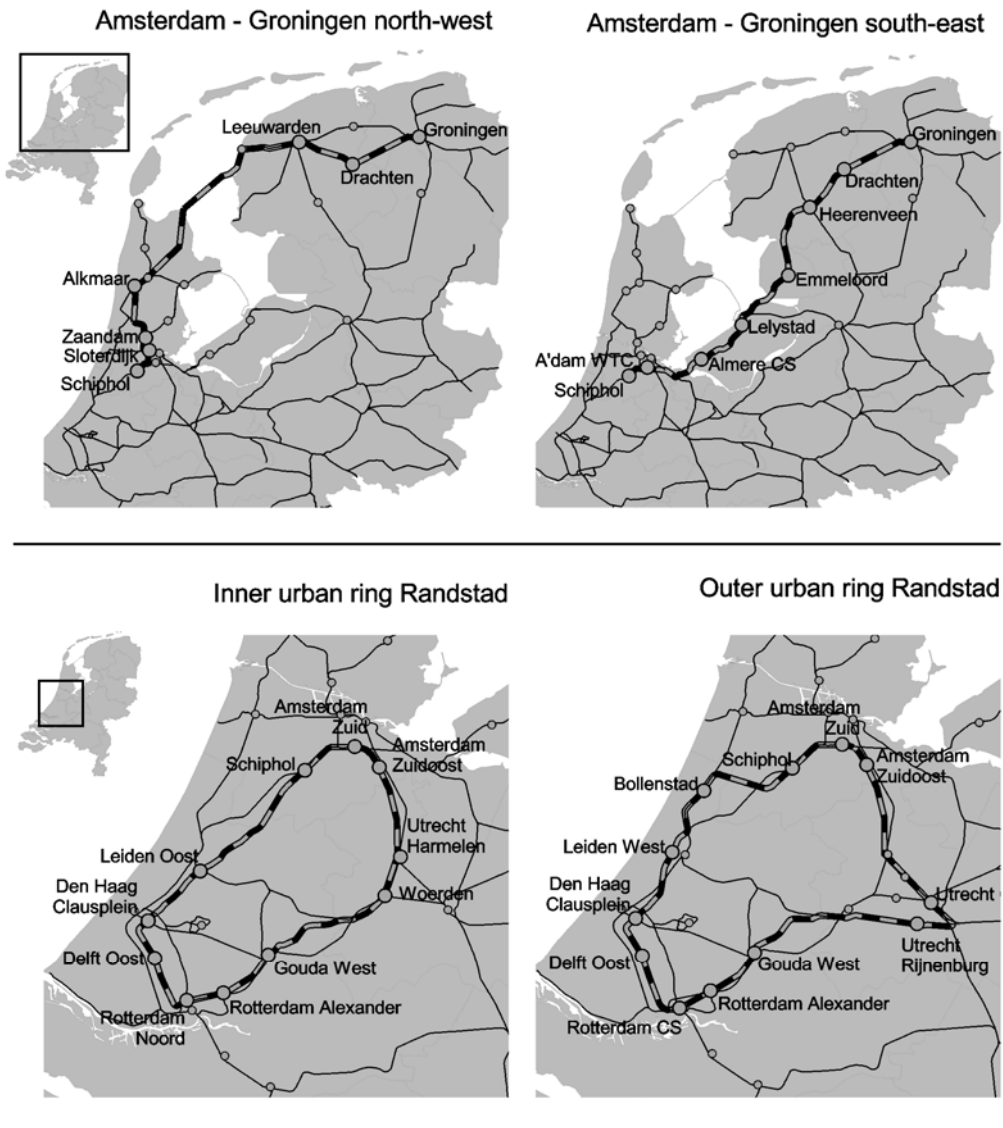 Amsterdam - Groningen north-west
Amsterdam - Groningen south-east
Leeuwarden
Groningen
Drachten
Alkmaar
Zaandam
Sloterdijk
Schiphol
Groningen
Drachten
Heerenveen
Emmeloord
Lelystad
A'dam WTC
Almere CS
Schiphol
Inner urban ring Randstad
Outer urban ring Randstad
Amsterdam
Zuid
Amsterdam
Zuidoost
Schiphol
Utrecht
Harmelen
Leiden Oost
Den Haag
Clausplein
Woerden
Delft Oost
Gouda West
Rotterdam Alexander
Rotterdam
Noord
Amsterdam
Zuid
Amsterdam
Zuidoost
Schiphol
Bollenstad
Leiden West
Den Haag
Clausplein
Utrecht
Delft Oost
Gouda West
Utrecht
Rijnenburg
Rotterdam Alexander
Rotterdam CS